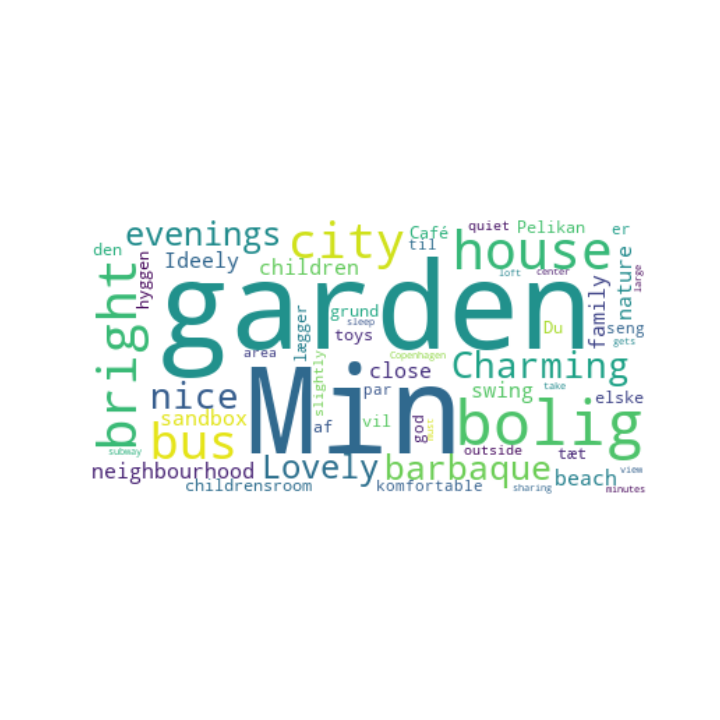 evenings
city
Café
quiet
Pelikan
er
den
Ideely
children
til
house
hyggen
loft
center
nature
large
bright
garden
grund
sleep
toys
Du
family
seng
gets
lægger
area
Copenhagen
close
Charming
slightly
nice
Min
par
swing
take
elske
sandbox
af
vil
god
bolig
bus
subway
outside
tæt
neighbourhood
Lovely
barbaque
beach
view
childrensroom
komfortable
sharing
minutes